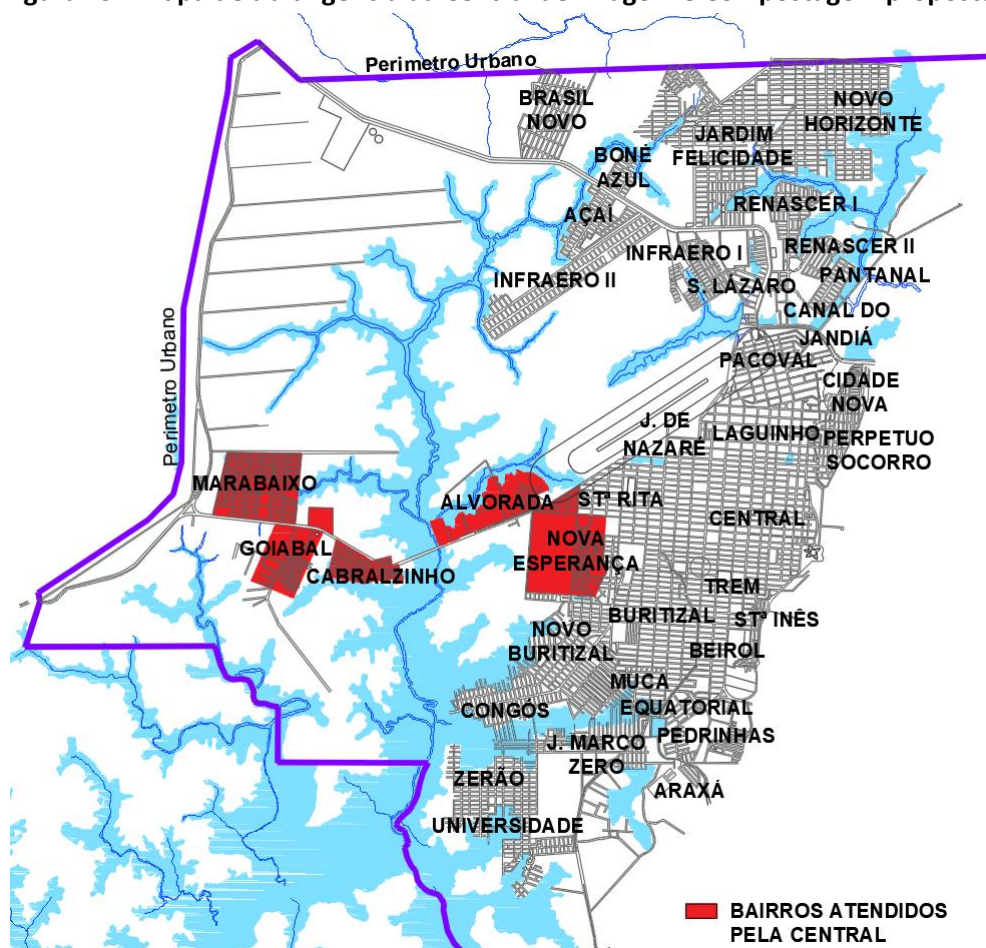 Perimetro Urbano
BRASIL
NOVO
NOVO
HORIZONTE
JARDIM
FELICIDADE
BONÉ
AZUL
AÇAÍ
RENASCER I
INFRAERO I
RENASCER II
INFRAERO II
S. LÁZARO
PANTANAL
CANAL DO
JANDIÁ
PACOVAL
Perimetro Urbano
CIDADE
NOVA
J. DE
NAZARÉ
LAGUINHO
PERPETUO
SOCORRO
MARABAIXO
ALVORADA
STª RITA
CENTRAL
GOIABAL
NOVA
ESPERANÇA
CABRALZINHO
TREM
BURITIZAL
STª INÊS
NOVO
BURITIZAL
BEIROL
MUCA
CONGÓS
EQUATORIAL
PEDRINHAS
J. MARCO
ZERO
ZERÃO
ARAXÁ
UNIVERSIDADE
BAIRROS ATENDIDOS
PELA CENTRAL